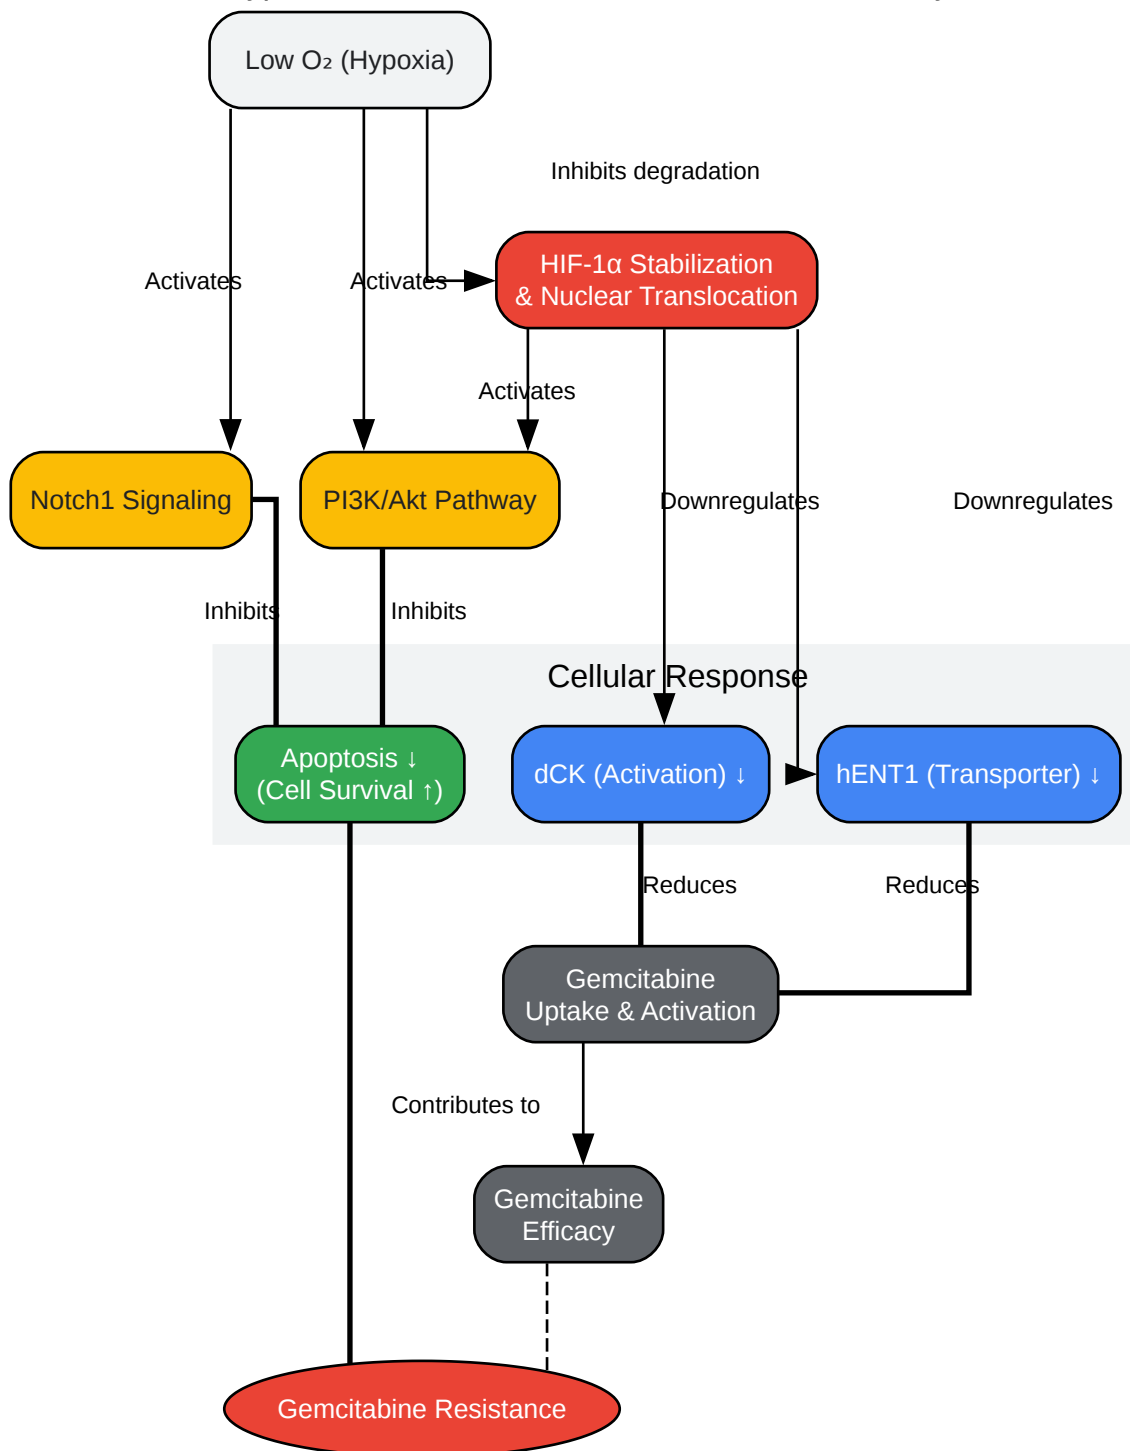 Low O₂ (Hypoxia)
Inhibits degradation
HIF-1α Stabilization
& Nuclear Translocation
Activates
Activates
Activates
Notch1 Signaling
PI3K/Akt Pathway
Downregulates
Downregulates
Inhibits
Inhibits
Cellular Response
Apoptosis ↓
(Cell Survival ↑)
dCK (Activation) ↓
hENT1 (Transporter) ↓
Reduces
Reduces
Gemcitabine
Uptake & Activation
Contributes to
Gemcitabine
Efficacy
Gemcitabine Resistance